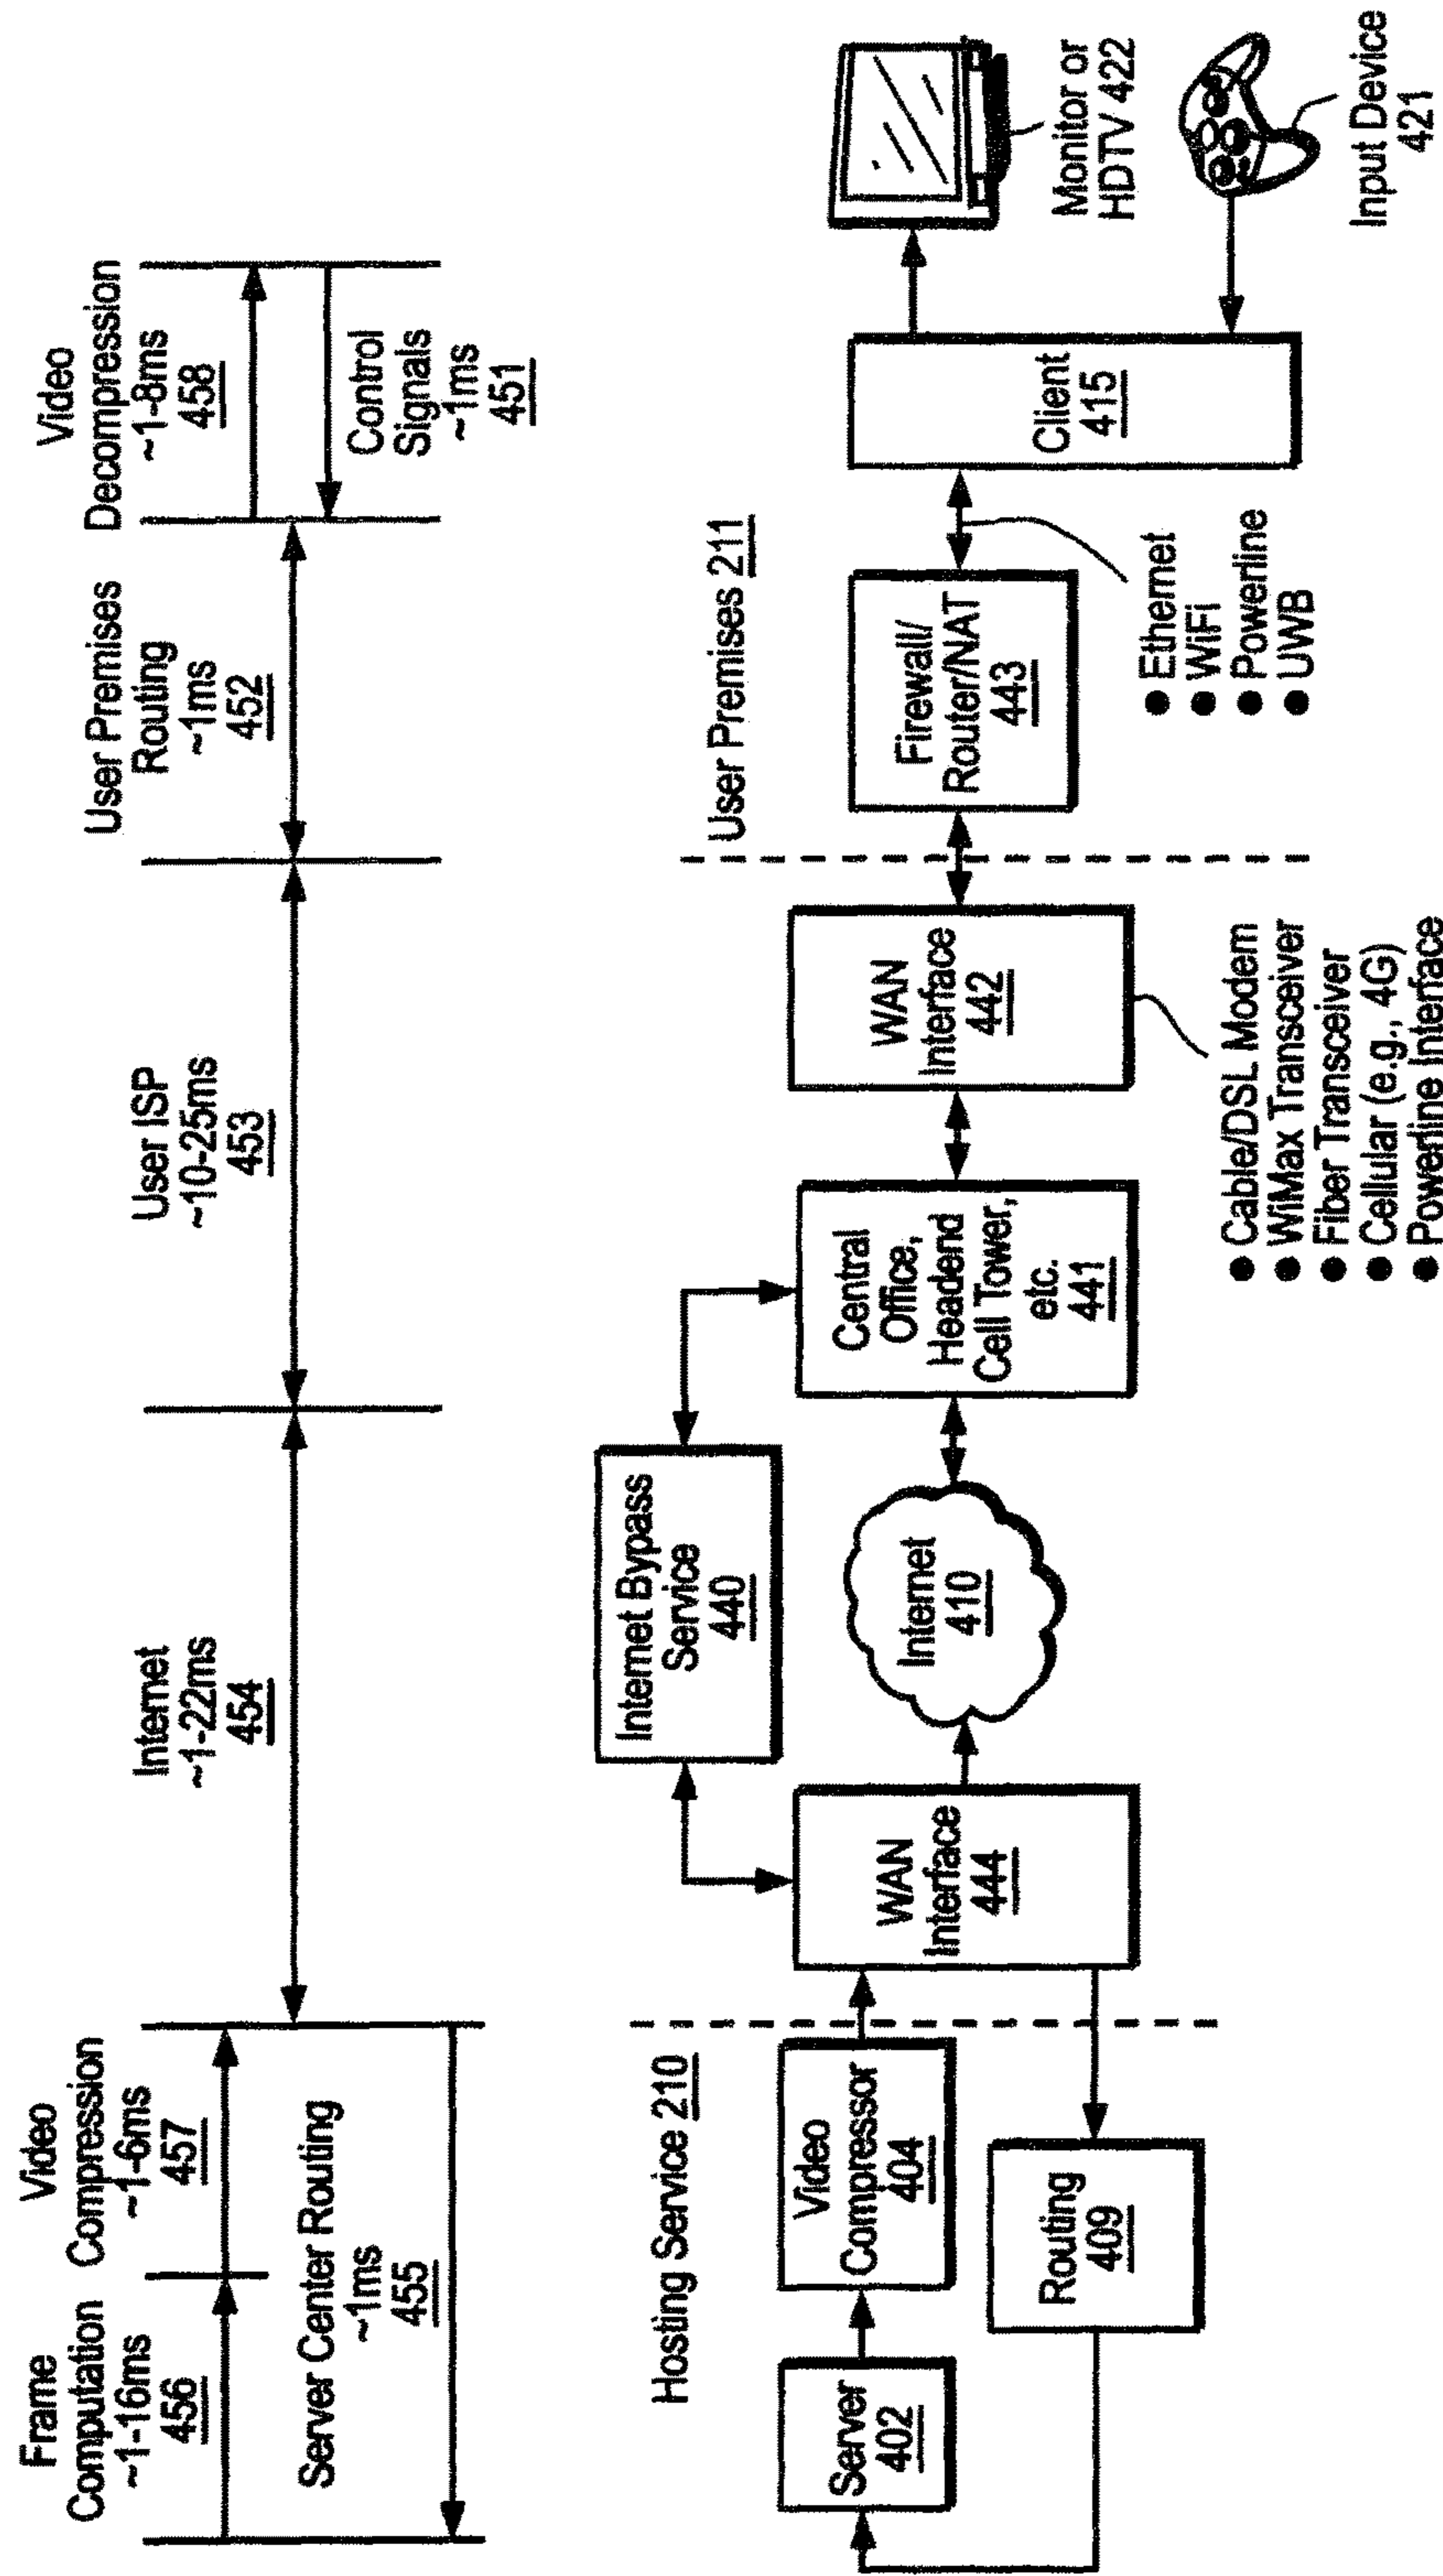 Frame
Computation
~1-16ms
456
Video
Compression
~1-6ms
457
Server Center Routing
~1ms
455
Internet
~1-22ms
454
User ISP
~10-25ms
453
User Premises
Routing
~1ms
452
Video
Decompression
~1-8ms
458
Control
Signals
~1ms
451
Hosting Service 210
Server
402
Video
Compressor
404
Routing
409
WAN
Interface
444
Internet Bypass
Service
440
Internet
410
Central
Office,
Headend
Cell Tower,
etc.
441
WAN
Interface
442
● Cable/DSL Modem
● WiMax Transceiver
● Fiber Transceiver
● Cellular (e.g., 4G)
● Powerline Interface
User Premises 211
Firewall/
Router/NAT
443
● Ethernet
● WiFi
● Powerline
● UWB
Client
415
Monitor or
HDTV 422
Input Device
421